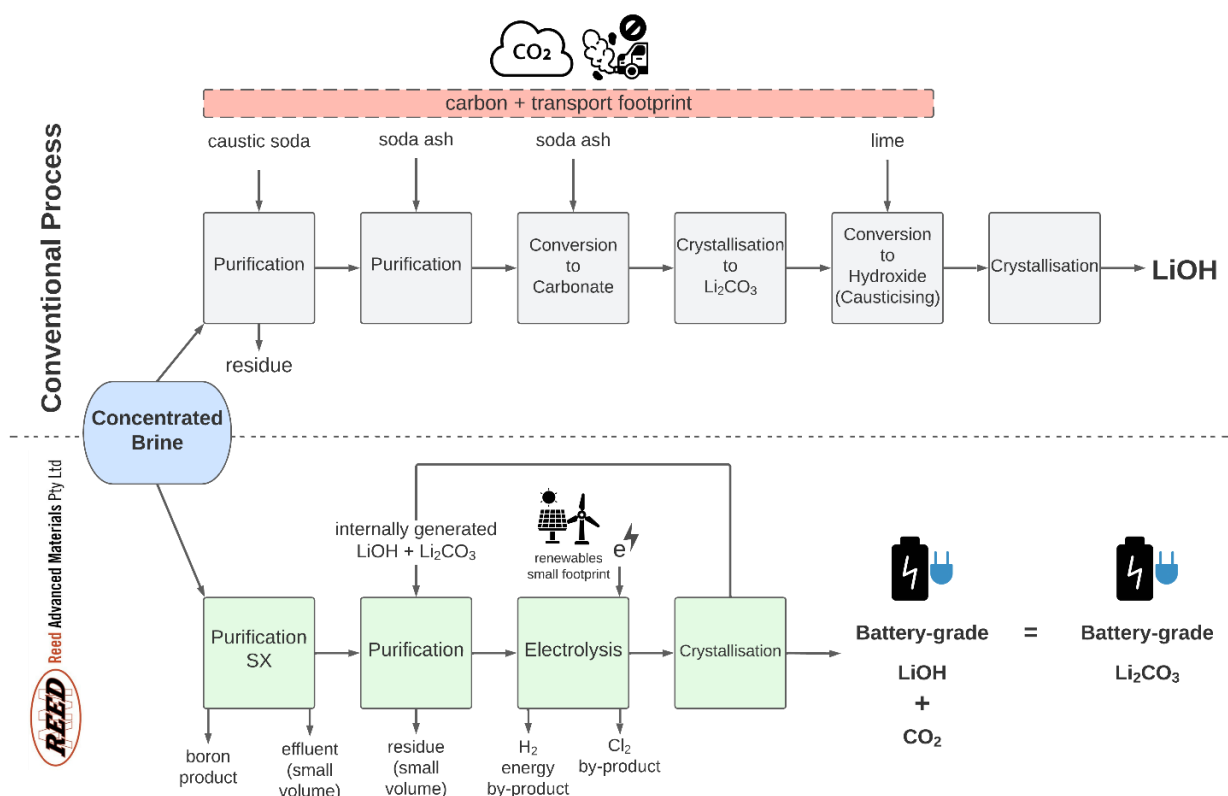 CO₂
carbon + transport footprint
caustic soda
soda ash
soda ash
lime
Conventional Process
Purification
Purification
Conversion
to
Carbonate
Crystallisation
to
Li₂CO₃
Conversion
to
Hydroxide
(Causticising)
Crystallisation
LiOH
residue
Concentrated
Brine
Reed Advanced Materials Pty Ltd
REED
internally generated
LiOH + Li₂CO₃
renewables
small footprint
e
Purification
SX
Purification
Electrolysis
Crystallisation
Battery-grade
=
Battery-grade
LiOH
Li₂CO₃
+
CO₂
boron
product
effluent
(small
volume)
residue
(small
volume)
H₂
energy
by-product
Cl₂
by-product